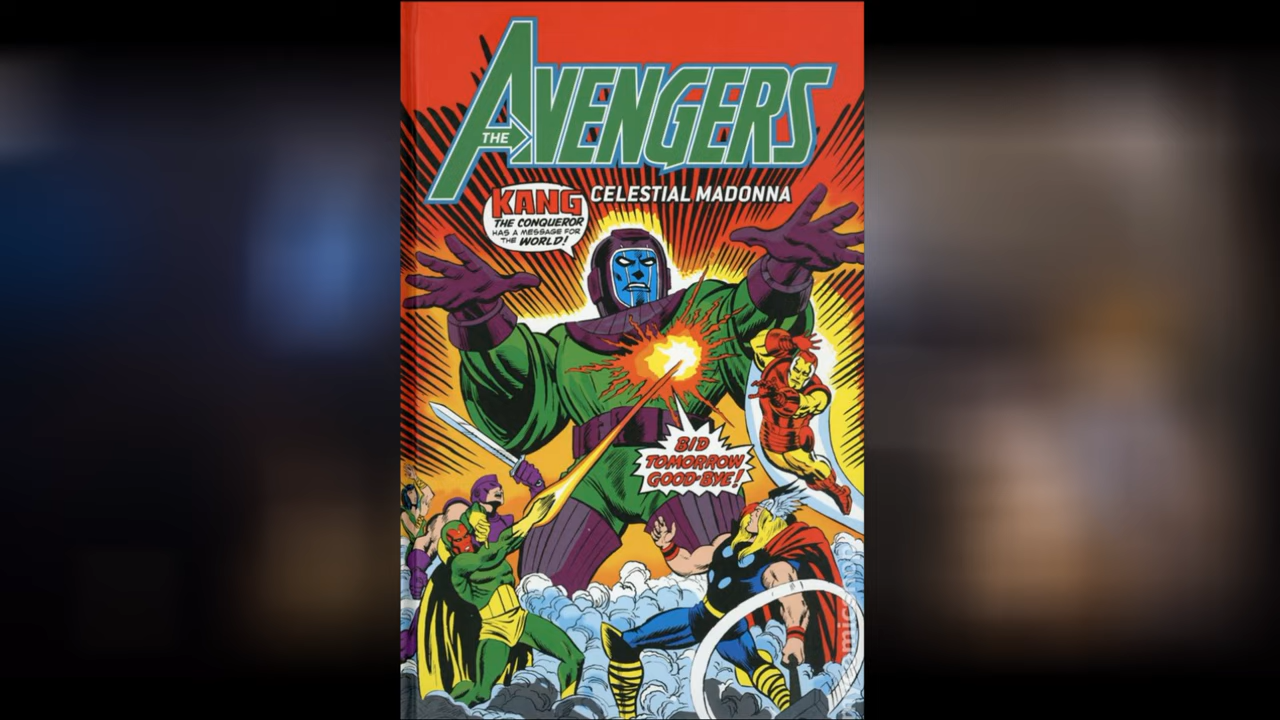 THE AVENGERS
CELESTIAL MADONNA
KANG
THE CONQUEROR
HAS A MESSAGE FOR
THE WORLD!
BID
TOMORROW
GOOD-BYE!